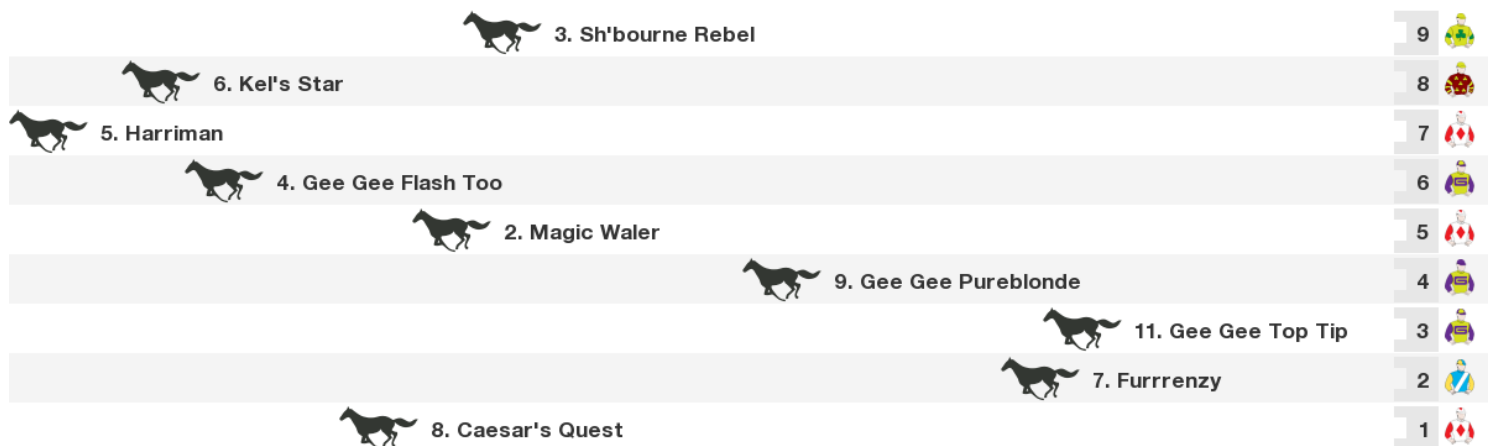 3. Sh'bourne Rebel 9
6. Kel's Star 8
5. Harriman 7
4. Gee Gee Flash Too 6
2. Magic Waler 5
9. Gee Gee Pureblonde 4
11. Gee Gee Top Tip 3
7. Furrrenzy 2
8. Caesar's Quest 1